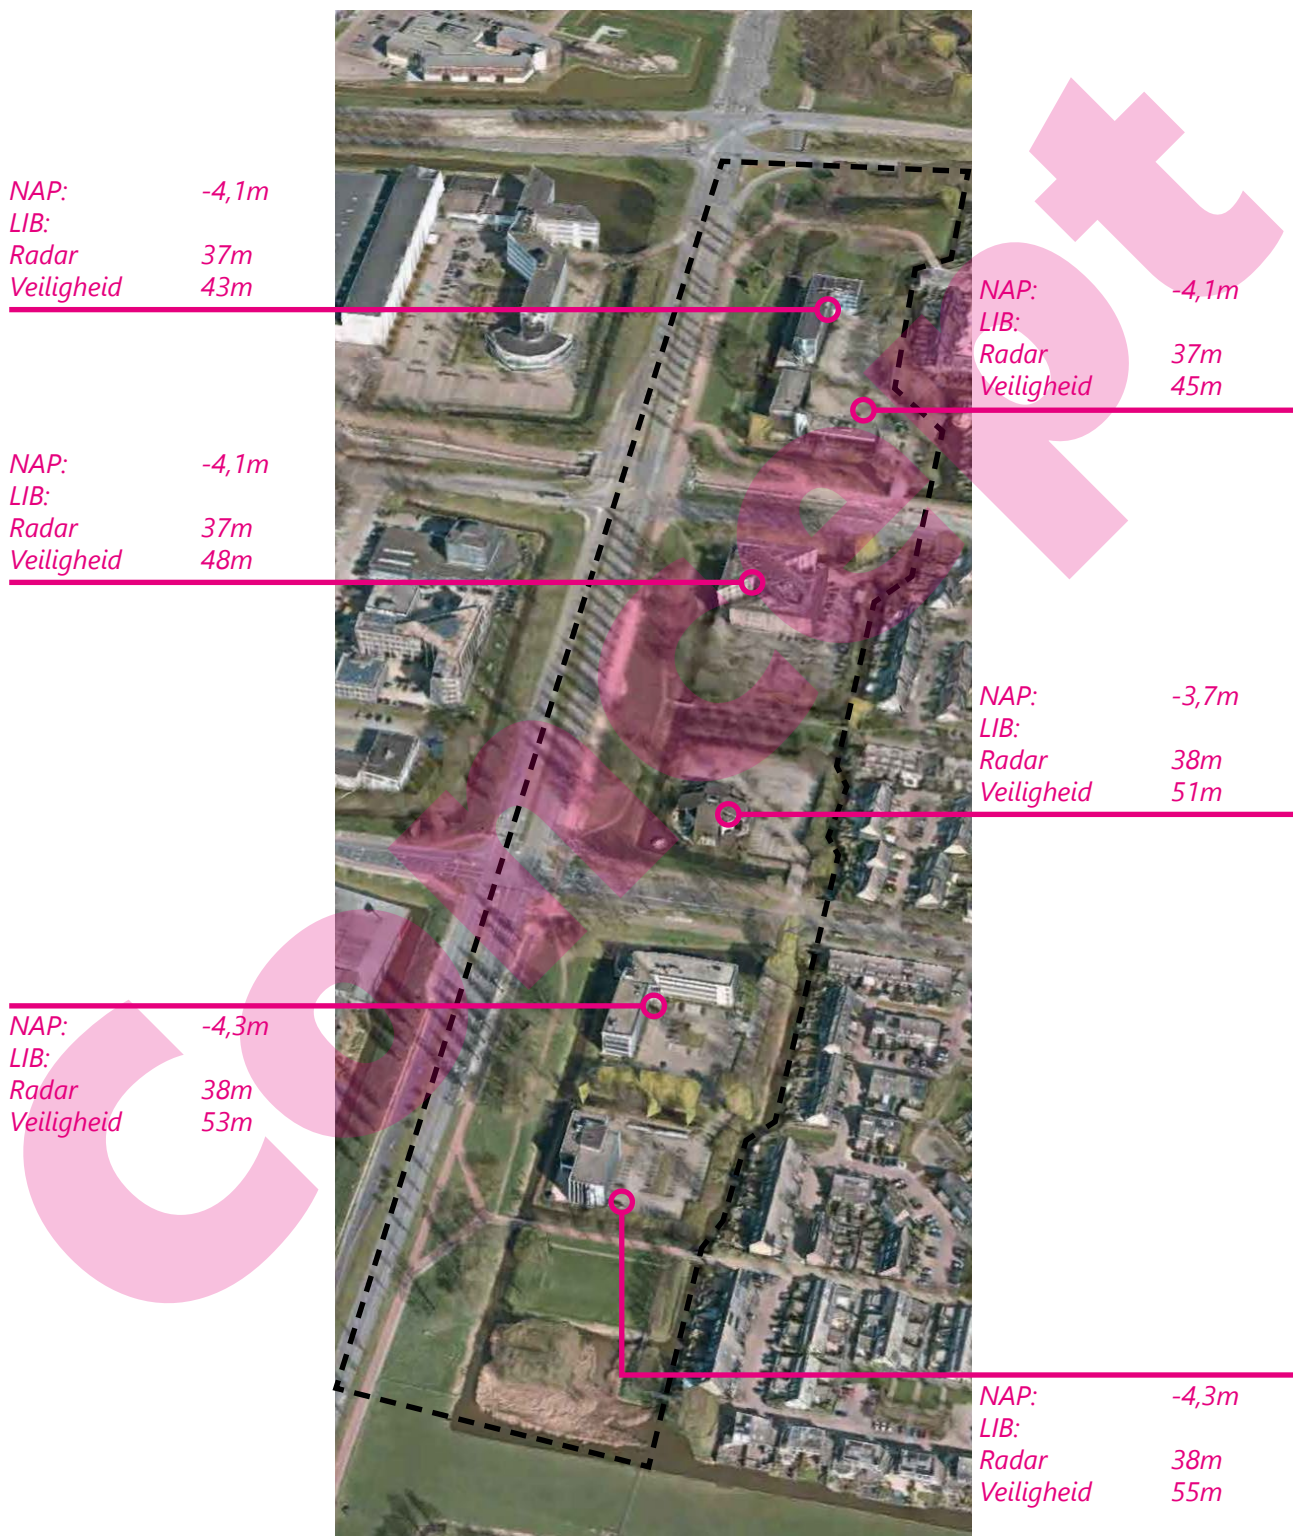 NAP: -4,1m
LIB:
Radar 37m
Veiligheid 43m
NAP: -4,1m
LIB:
Radar 37m
Veiligheid 45m
NAP: -4,1m
LIB:
Radar 37m
Veiligheid 48m
NAP: -3,7m
LIB:
Radar 38m
Veiligheid 51m
NAP: -4,3m
LIB:
Radar 38m
Veiligheid 53m
NAP: -4,3m
LIB:
Radar 38m
Veiligheid 55m
concept